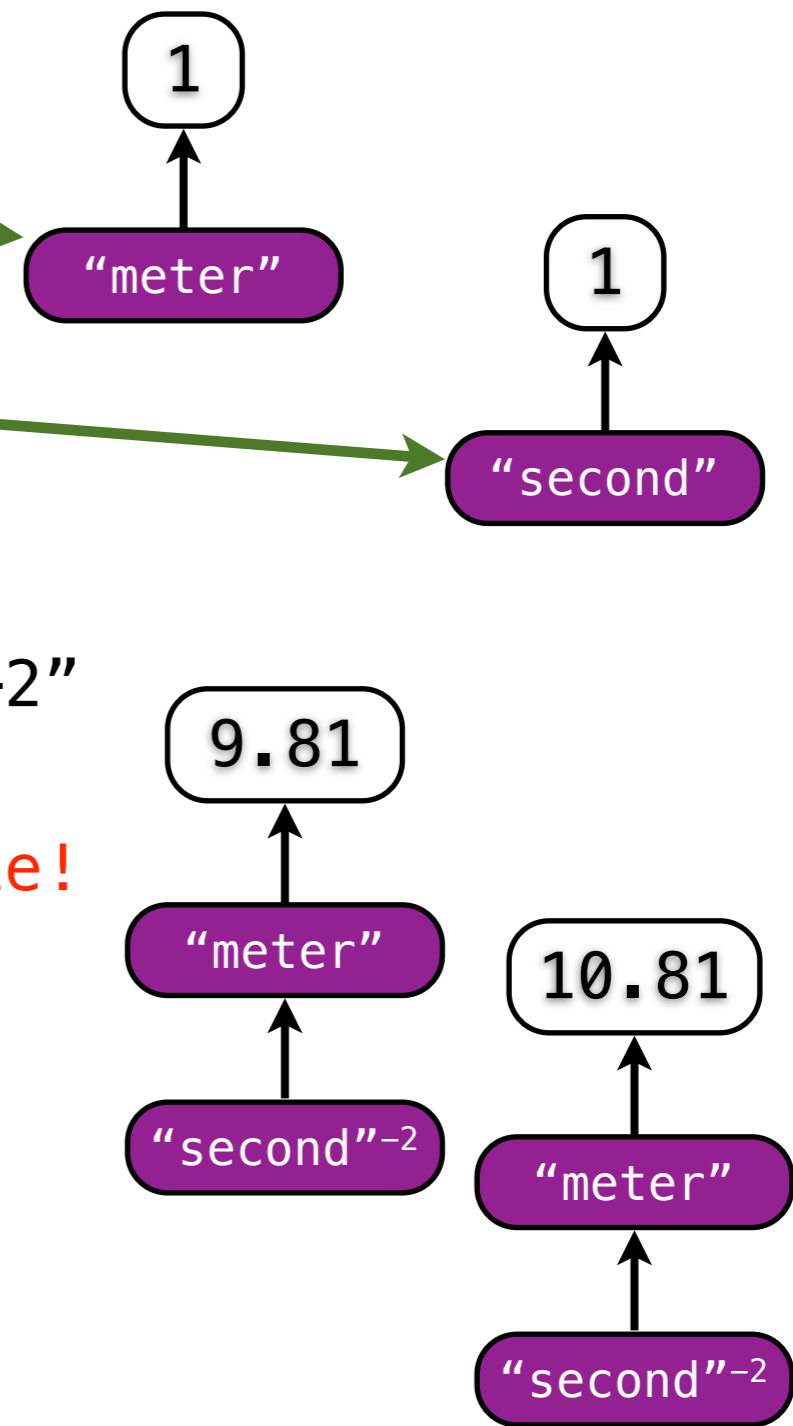 1
“meter”
1
“second”
-2”
9.81
e!
“meter”
10.81
“second”⁻²
“meter”
“second”⁻²